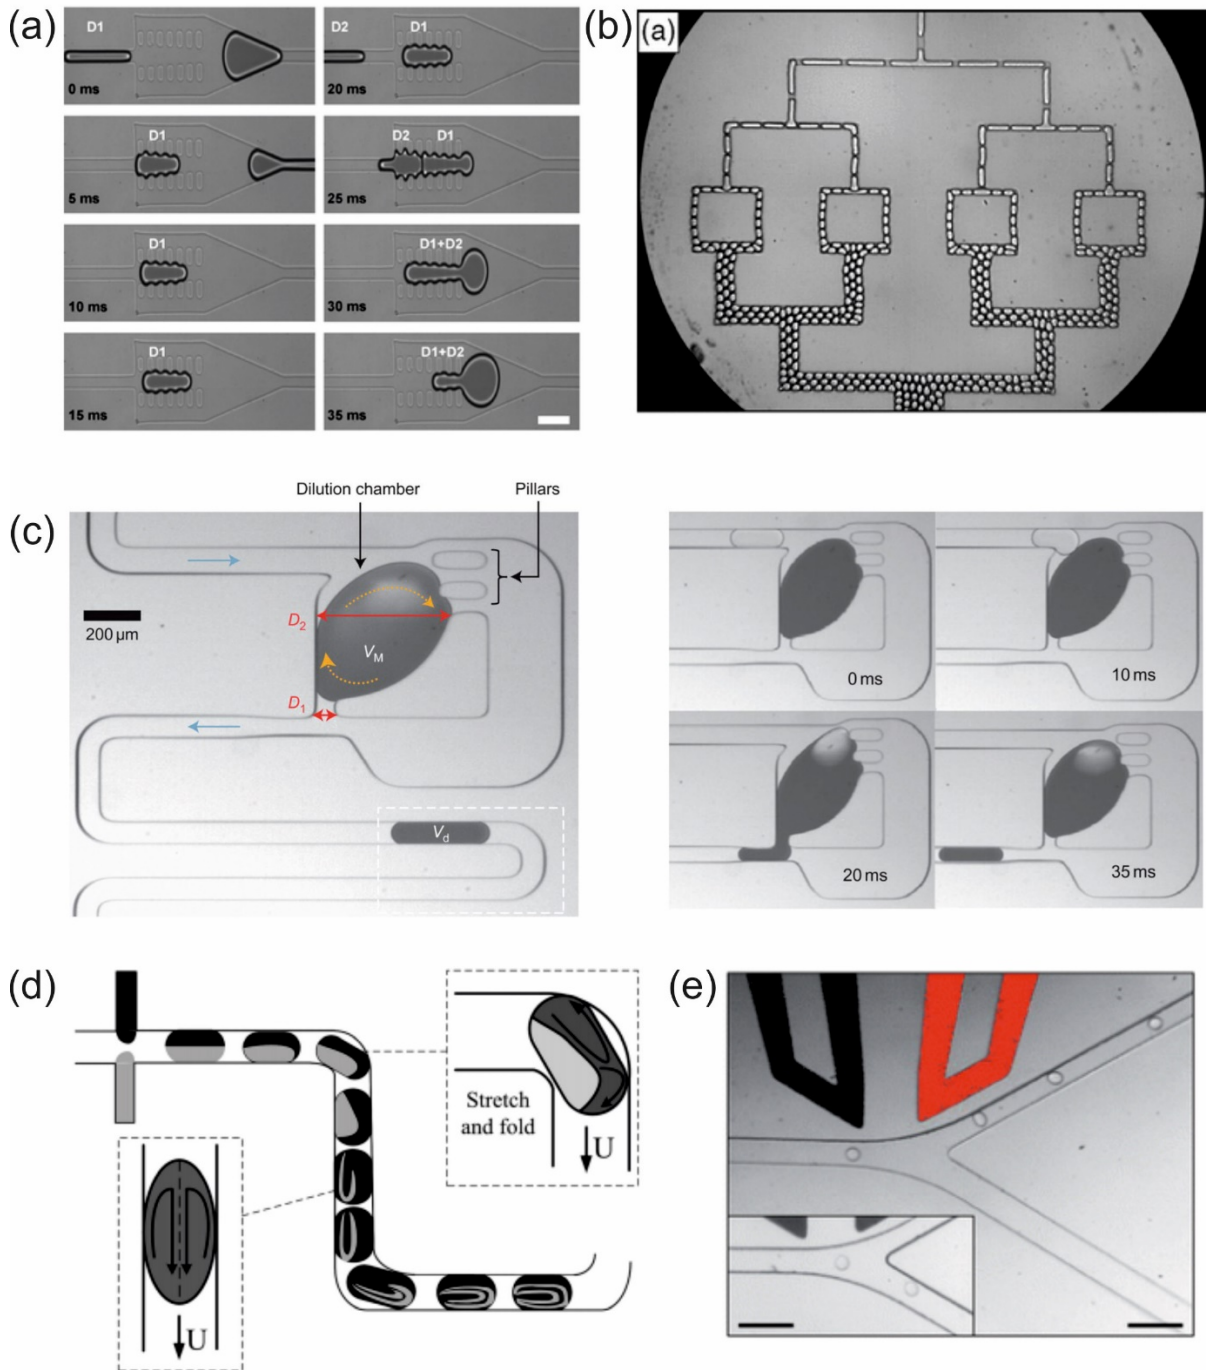 (a)
D1
0 ms
D2
D1
20 ms
D1
5 ms
D2
D1
25 ms
D1
10 ms
D1+D2
30 ms
D1
15 ms
D1+D2
35 ms
(b)
(a)
(c)
Dilution chamber
Pillars
200 µm
D2
VM
D1
Vd
0 ms
10 ms
20 ms
35 ms
(d)
Stretch
and fold
U
U
(e)